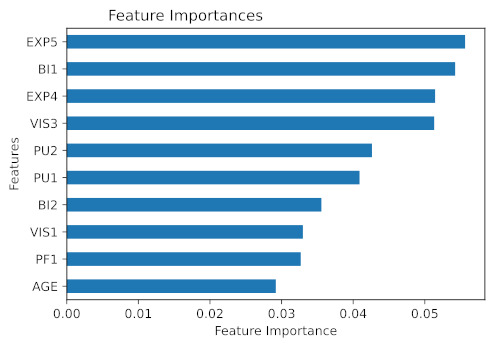 Feature Importances
EXP5
BI1
EXP4
VIS3
PU2
PU1
BI2
VIS1
PF1
AGE
Features
0.00 0.01 0.02 0.03 0.04 0.05
Feature Importance